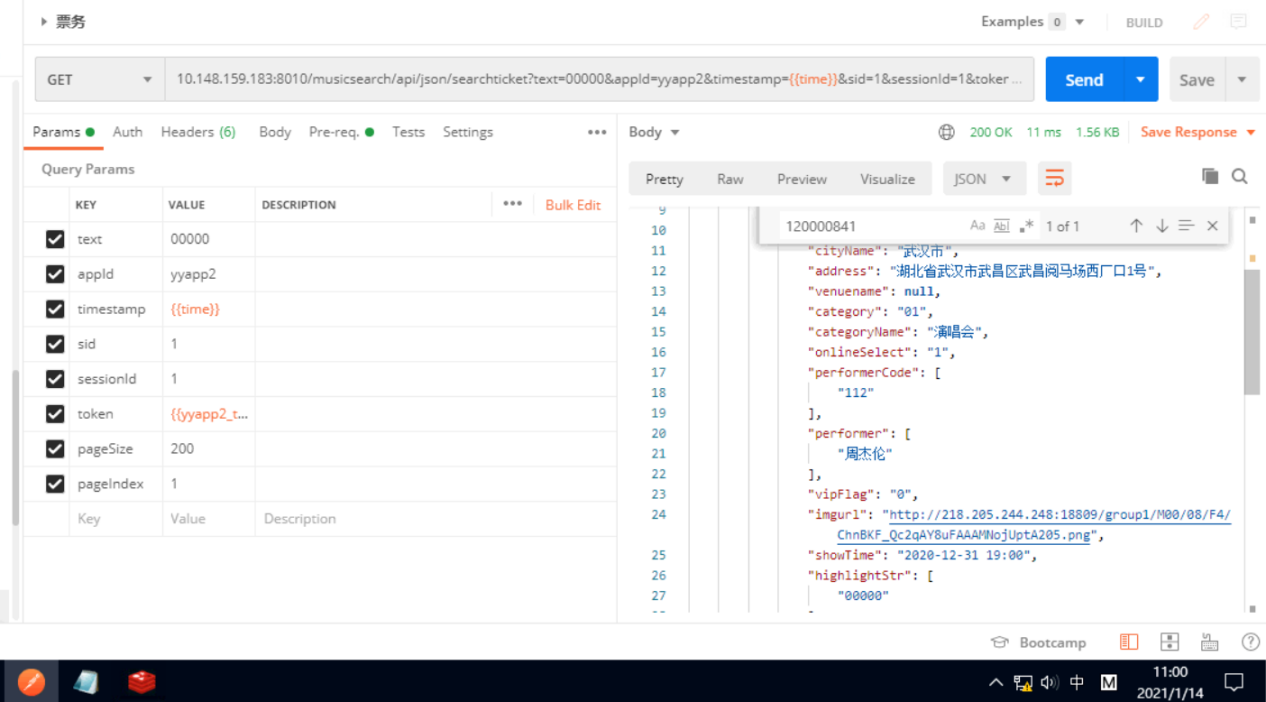 票务
Examples 0
BUILD
GET
10.148.159.183:8010/musicsearch/api/json/searchticket?text=00000&appId=yyapp2&timestamp={{time}}&sid=1&sessionId=1&token ...
Send
Save
Params
Auth
Headers (6)
Body
Pre-req.
Tests
Settings
Query Params
KEY VALUE DESCRIPTION Bulk Edit
text 00000
appId yyapp2
timestamp {{time}}
sid 1
sessionId 1
token {{yyapp2_t...
pageSize 200
pageIndex 1
Key Value Description
Body
200 OK 11 ms 1.56 KB Save Response
Pretty Raw Preview Visualize JSON
120000841 Aa Abl .* 1 of 1
9
10
11 "cityName": "武汉市",
12 "address": "湖北省武汉市武昌区武昌阅马场西厂口1号",
13 "venuename": null,
14 "category": "01",
15 "categoryName": "演唱会",
16 "onlineSelect": "1",
17 "performerCode": [
18 "112"
19 ],
20 "performer": [
21 "周杰伦"
22 ],
23 "vipFlag": "0",
24 "imgurl": "http://218.205.244.248:18809/group1/M00/08/F4/
ChnBKF_Qc2qAY8uFAAAMNojUptA205.png",
25 "showTime": "2020-12-31 19:00",
26 "highlightStr": [
27 "00000"
Bootcamp
中 M
11:00
2021/1/14